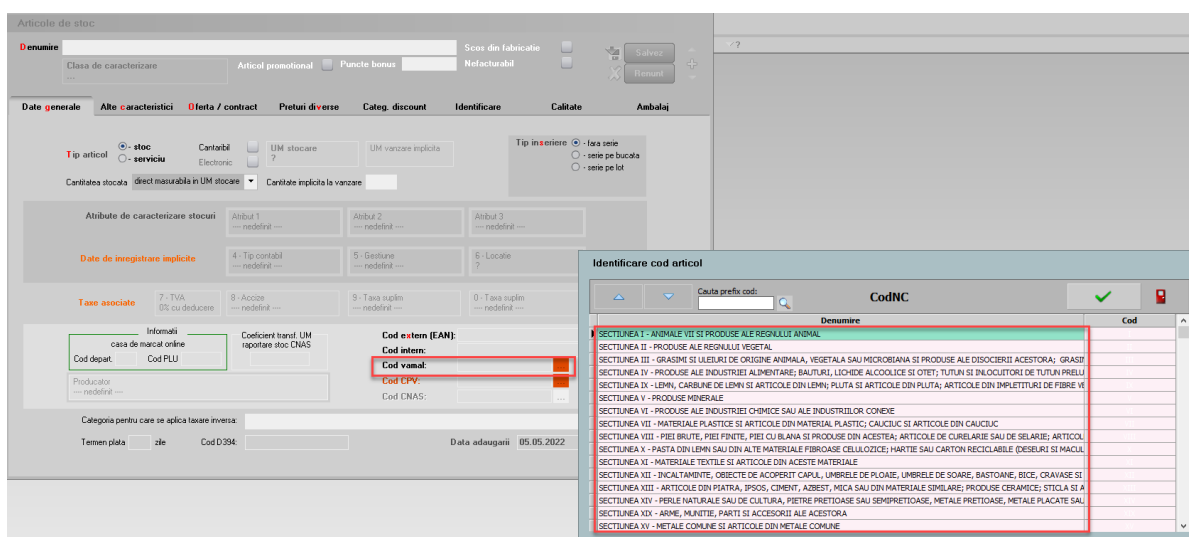 Articole de stoc
Denumire
Scos din fabricatie
Salvez
Clasa de caracterizare
...
Articol promotional
Puncte bonus
Nefacturabil
Renunt
?
Date generale
Alte caracteristici
Oferta / contract
Preturi diverse
Categ. discount
Identificare
Calitate
Ambalaj
Tip articol
- stoc
- serviciu
Cantaribil
Electronic
UM stocare
?
UM vanzare implicita
Tip inseriere
- fara serie
- serie pe bucata
- serie pe lot
Cantitatea stocata
direct masurabila in UM stocare
Cantitate implicita la vanzare
Atribute de caracterizare stocuri
Atribut 1
--- nedefinit ---
Atribut 2
--- nedefinit ---
Atribut 3
--- nedefinit ---
Date de inregistrare implicite
4 - Tip contabil
--- nedefinit ---
5 - Gestiune
--- nedefinit ---
6 - Locatie
?
Taxe asociate
7 - TVA
0% cu deducere
8 - Accize
--- nedefinit ---
9 - Taxa suplim
--- nedefinit ---
0 - Taxa suplim
--- nedefinit ---
Informatii
casa de marcat online
Cod depart.
Cod PLU
Coeficient transf. UM
raportare stoc CNAS
Cod extern (EAN):
Cod intern:
Cod vamal:
Cod CPV:
Cod CNAS:
...
Producator
--- nedefinit ---
Categoria pentru care se aplica taxare inversa:
Termen plata
zile
Cod D394:
Data adaugarii
05.05.2022
Identificare cod articol
Cauta prefix cod:
CodNC
Denumire
Cod
SECTIUNEA I - ANIMALE VII SI PRODUSE ALE REGNULUI ANIMAL
SECTIUNEA II - PRODUSE ALE REGNULUI VEGETAL
SECTIUNEA III - GRASIMI SI ULEIURI DE ORIGINE ANIMALA, VEGETALA SAU MICROBIANA SI PRODUSE ALE DISOCIERII ACESTORA; GRASIM
SECTIUNEA IV - PRODUSE ALE INDUSTRIEI ALIMENTARE; BAUTURI, LICHIDE ALCOOLICE SI OTET; TUTUN SI INLOCUITORI DE TUTUN PRELU
SECTIUNEA IX - LEMN, CARBUNE DE LEMN SI ARTICOLE DIN LEMN; PLUTA SI ARTICOLE DIN PLUTA; ARTICOLE DIN IMPLETITURI DE FIBRE VE
SECTIUNEA V - PRODUSE MINERALE
SECTIUNEA VI - PRODUSE ALE INDUSTRIEI CHIMICE SAU ALE INDUSTRIILOR CONEXE
SECTIUNEA VII - MATERIALE PLASTICE SI ARTICOLE DIN MATERIAL PLASTIC; CAUCIUC SI ARTICOLE DIN CAUCIUC
SECTIUNEA VIII - PIEI BRUTE, PIEI FINITE, PIEI CU BLANA SI PRODUSE DIN ACESTEA; ARTICOLE DE CURELARIE SAU DE SELARIE; ARTICOL
SECTIUNEA X - PASTA DIN LEMN SAU DIN ALTE MATERIALE FIBROASE CELULOZICE; HARTIE SAU CARTON RECICLABILE (DESEURI SI MACUL
SECTIUNEA XI - MATERIALE TEXTILE SI ARTICOLE DIN ACESTE MATERIALE
SECTIUNEA XII - INCALTAMINTE, OBIECTE DE ACOPERIT CAPUL, UMBRELE DE PLOAIE, UMBRELE DE SOARE, BASTOANE, BICE, CRAVASE SI
SECTIUNEA XIII - ARTICOLE DIN PIATRA, IPSOS, CIMENT, AZBEST, MICA SAU DIN MATERIALE SIMILARE; PRODUSE CERAMICE; STICLA SI A
SECTIUNEA XIV - PERLE NATURALE SAU DE CULTURA, PIETRE PRETIOASE SAU SEMIPRETIOASE, METALE PRETIOASE, METALE PLACATE SAU
SECTIUNEA XIX - ARME, MUNITIE, PARTI SI ACCESORII ALE ACESTORA
SECTIUNEA XV - METALE COMUNE SI ARTICOLE DIN METALE COMUNE